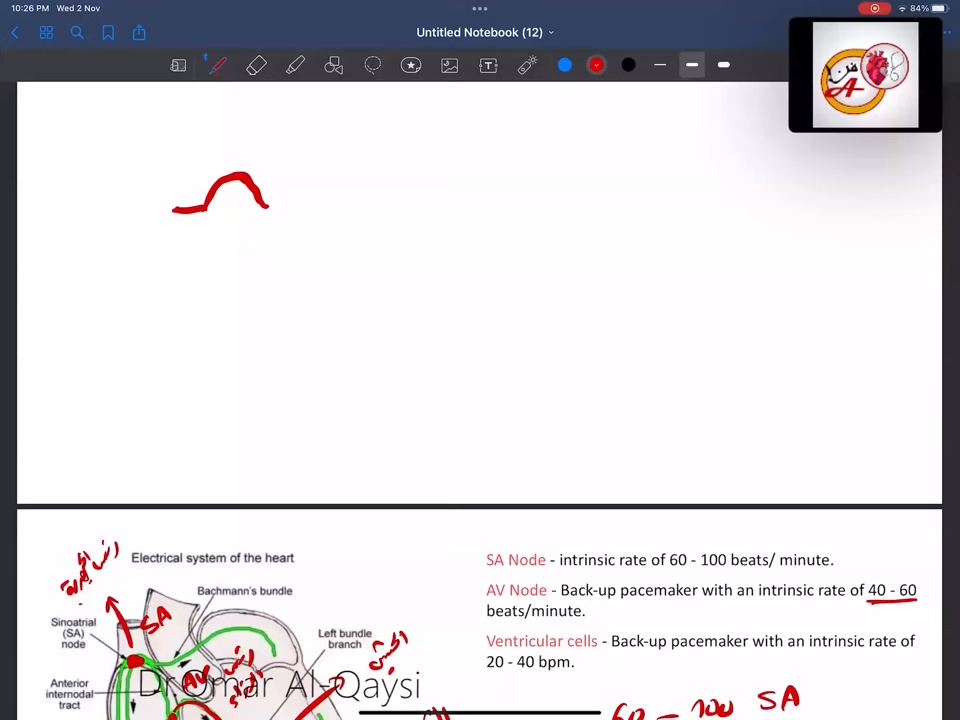 10:26 PM Wed 2 Nov
84%
Untitled Notebook (12)
فن
A
Electrical system of the heart
Bachmann's bundle
Sinoatrial
(SA)
node
SA
Left bundle
branch
AV
Anterior
internodal
tract
Dr.Omar Al-Qaysi
SA Node - intrinsic rate of 60 - 100 beats/ minute.
AV Node - Back-up pacemaker with an intrinsic rate of 40 - 60
beats/minute.
Ventricular cells - Back-up pacemaker with an intrinsic rate of
20 - 40 bpm.
60 - 100 SA